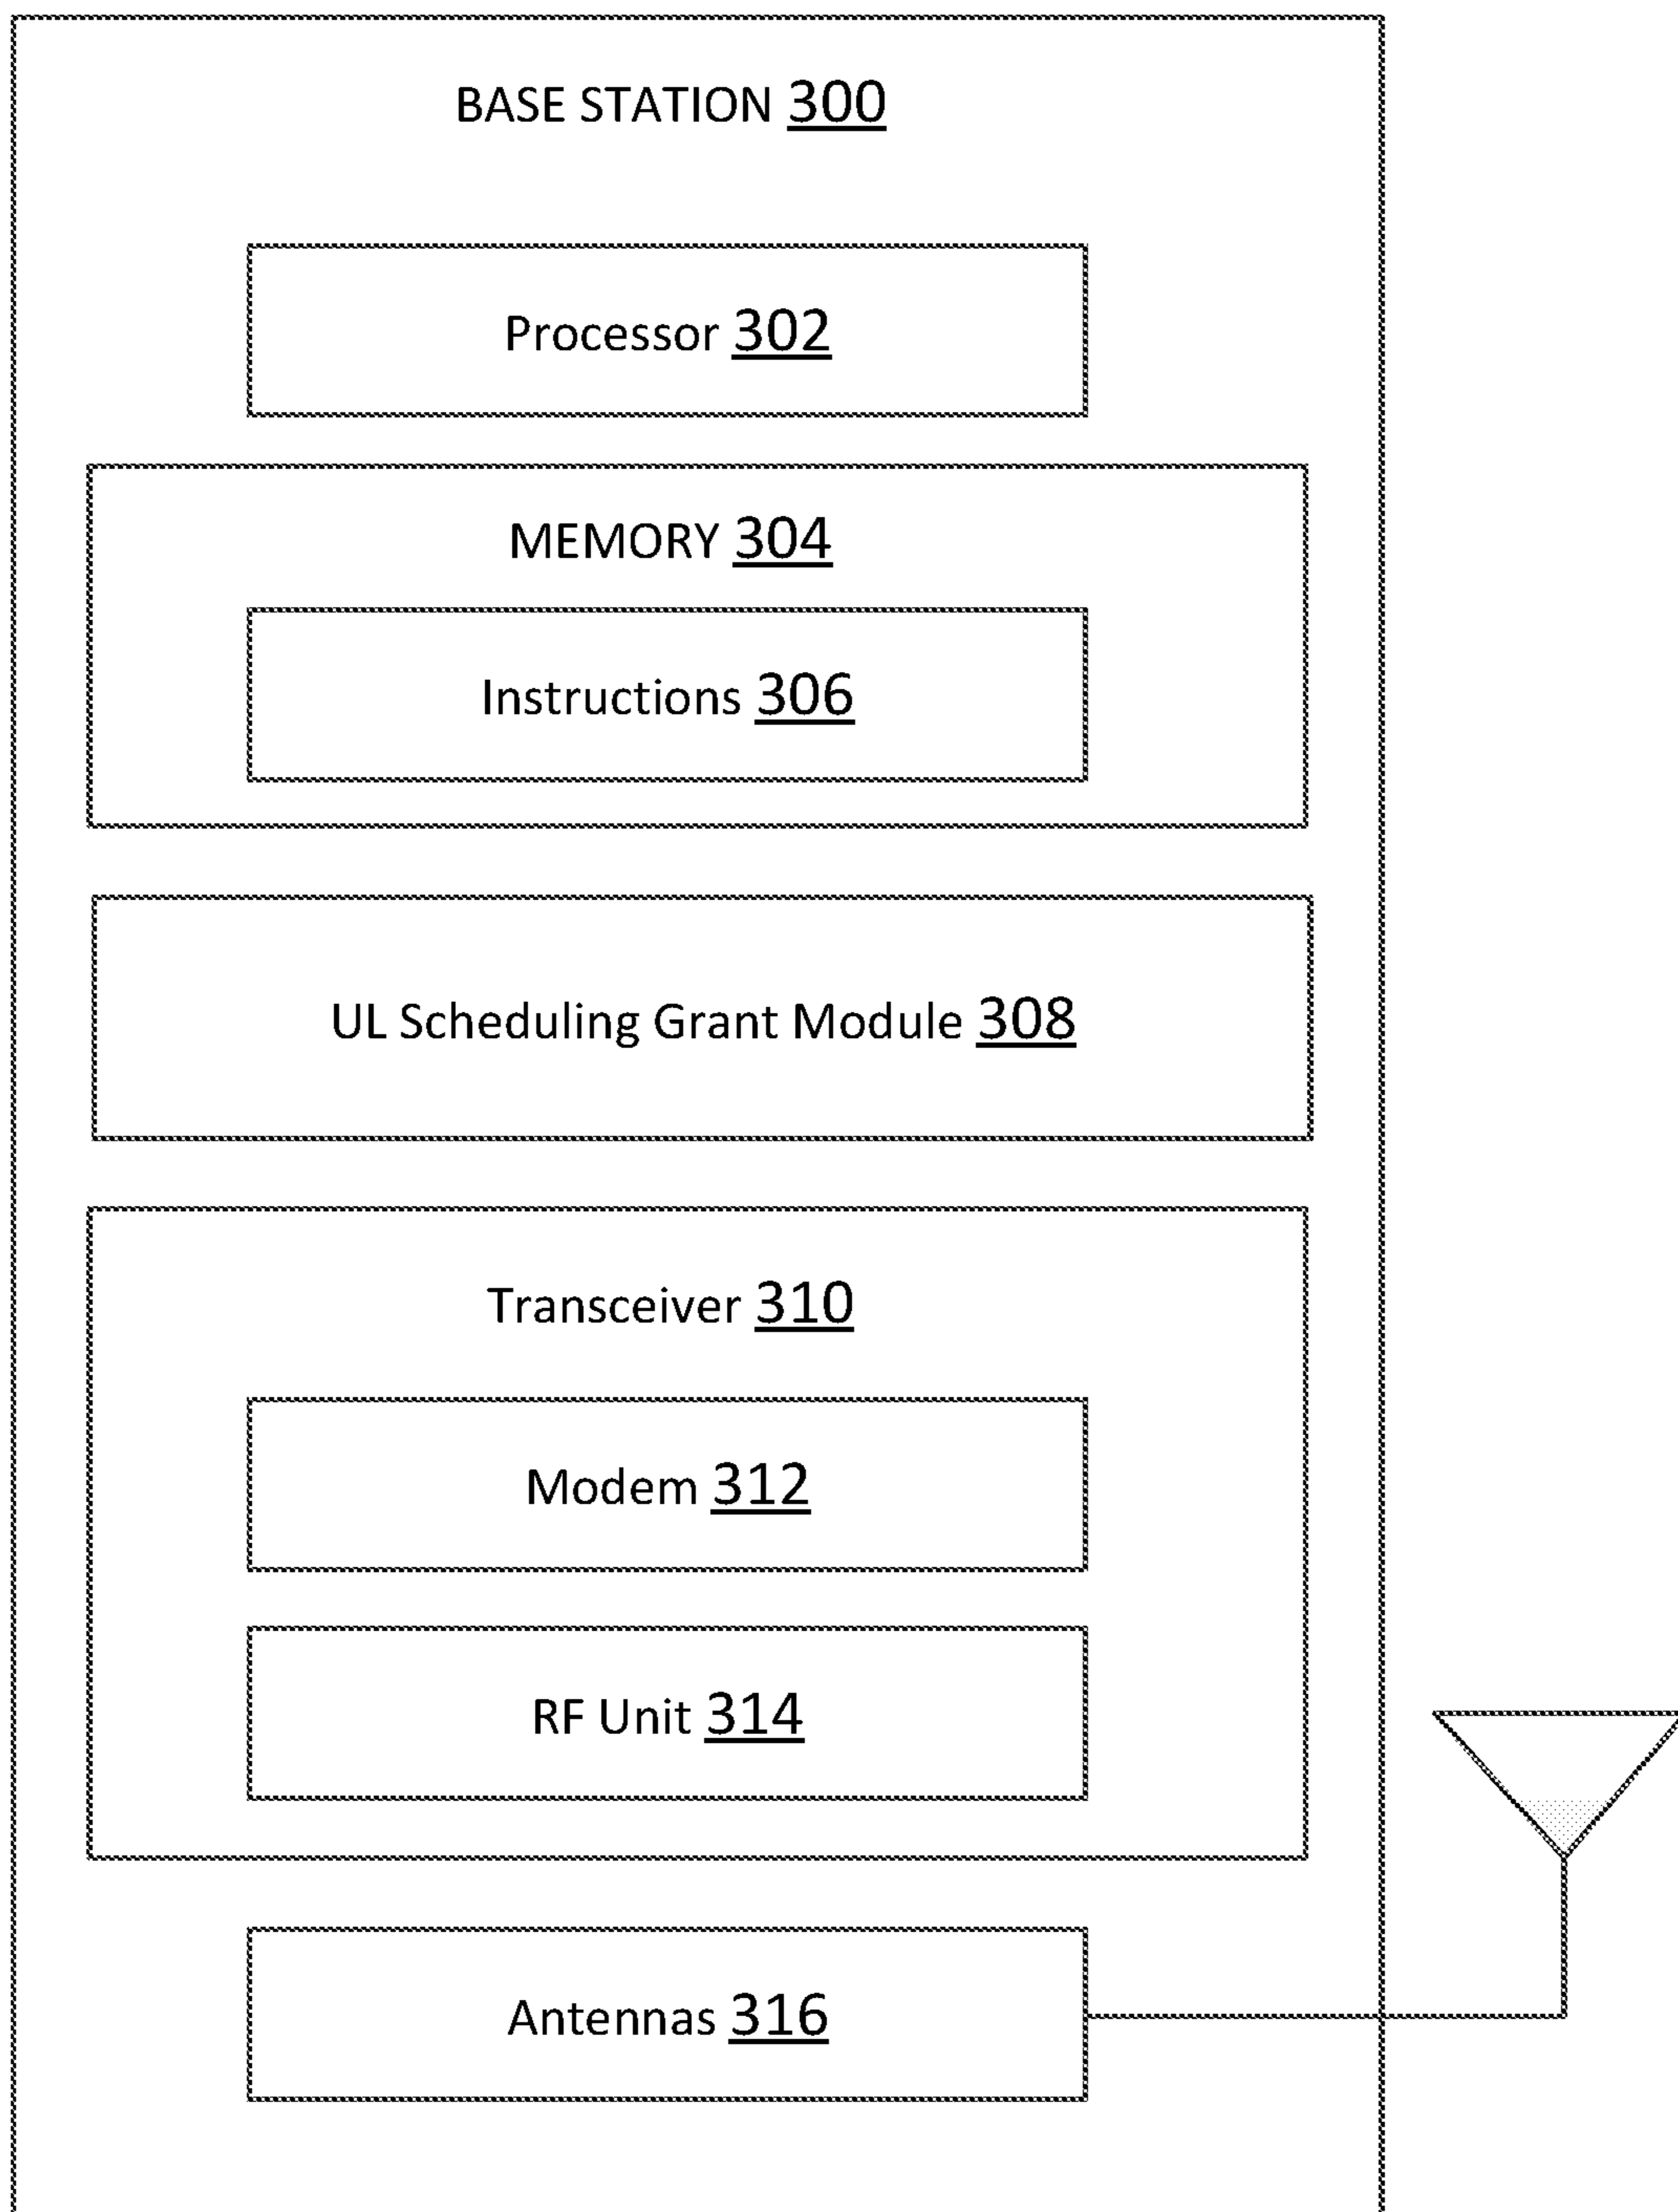 BASE STATION 300
Processor 302
MEMORY 304
Instructions 306
UL Scheduling Grant Module 308
Transceiver 310
Modem 312
RF Unit 314
Antennas 316